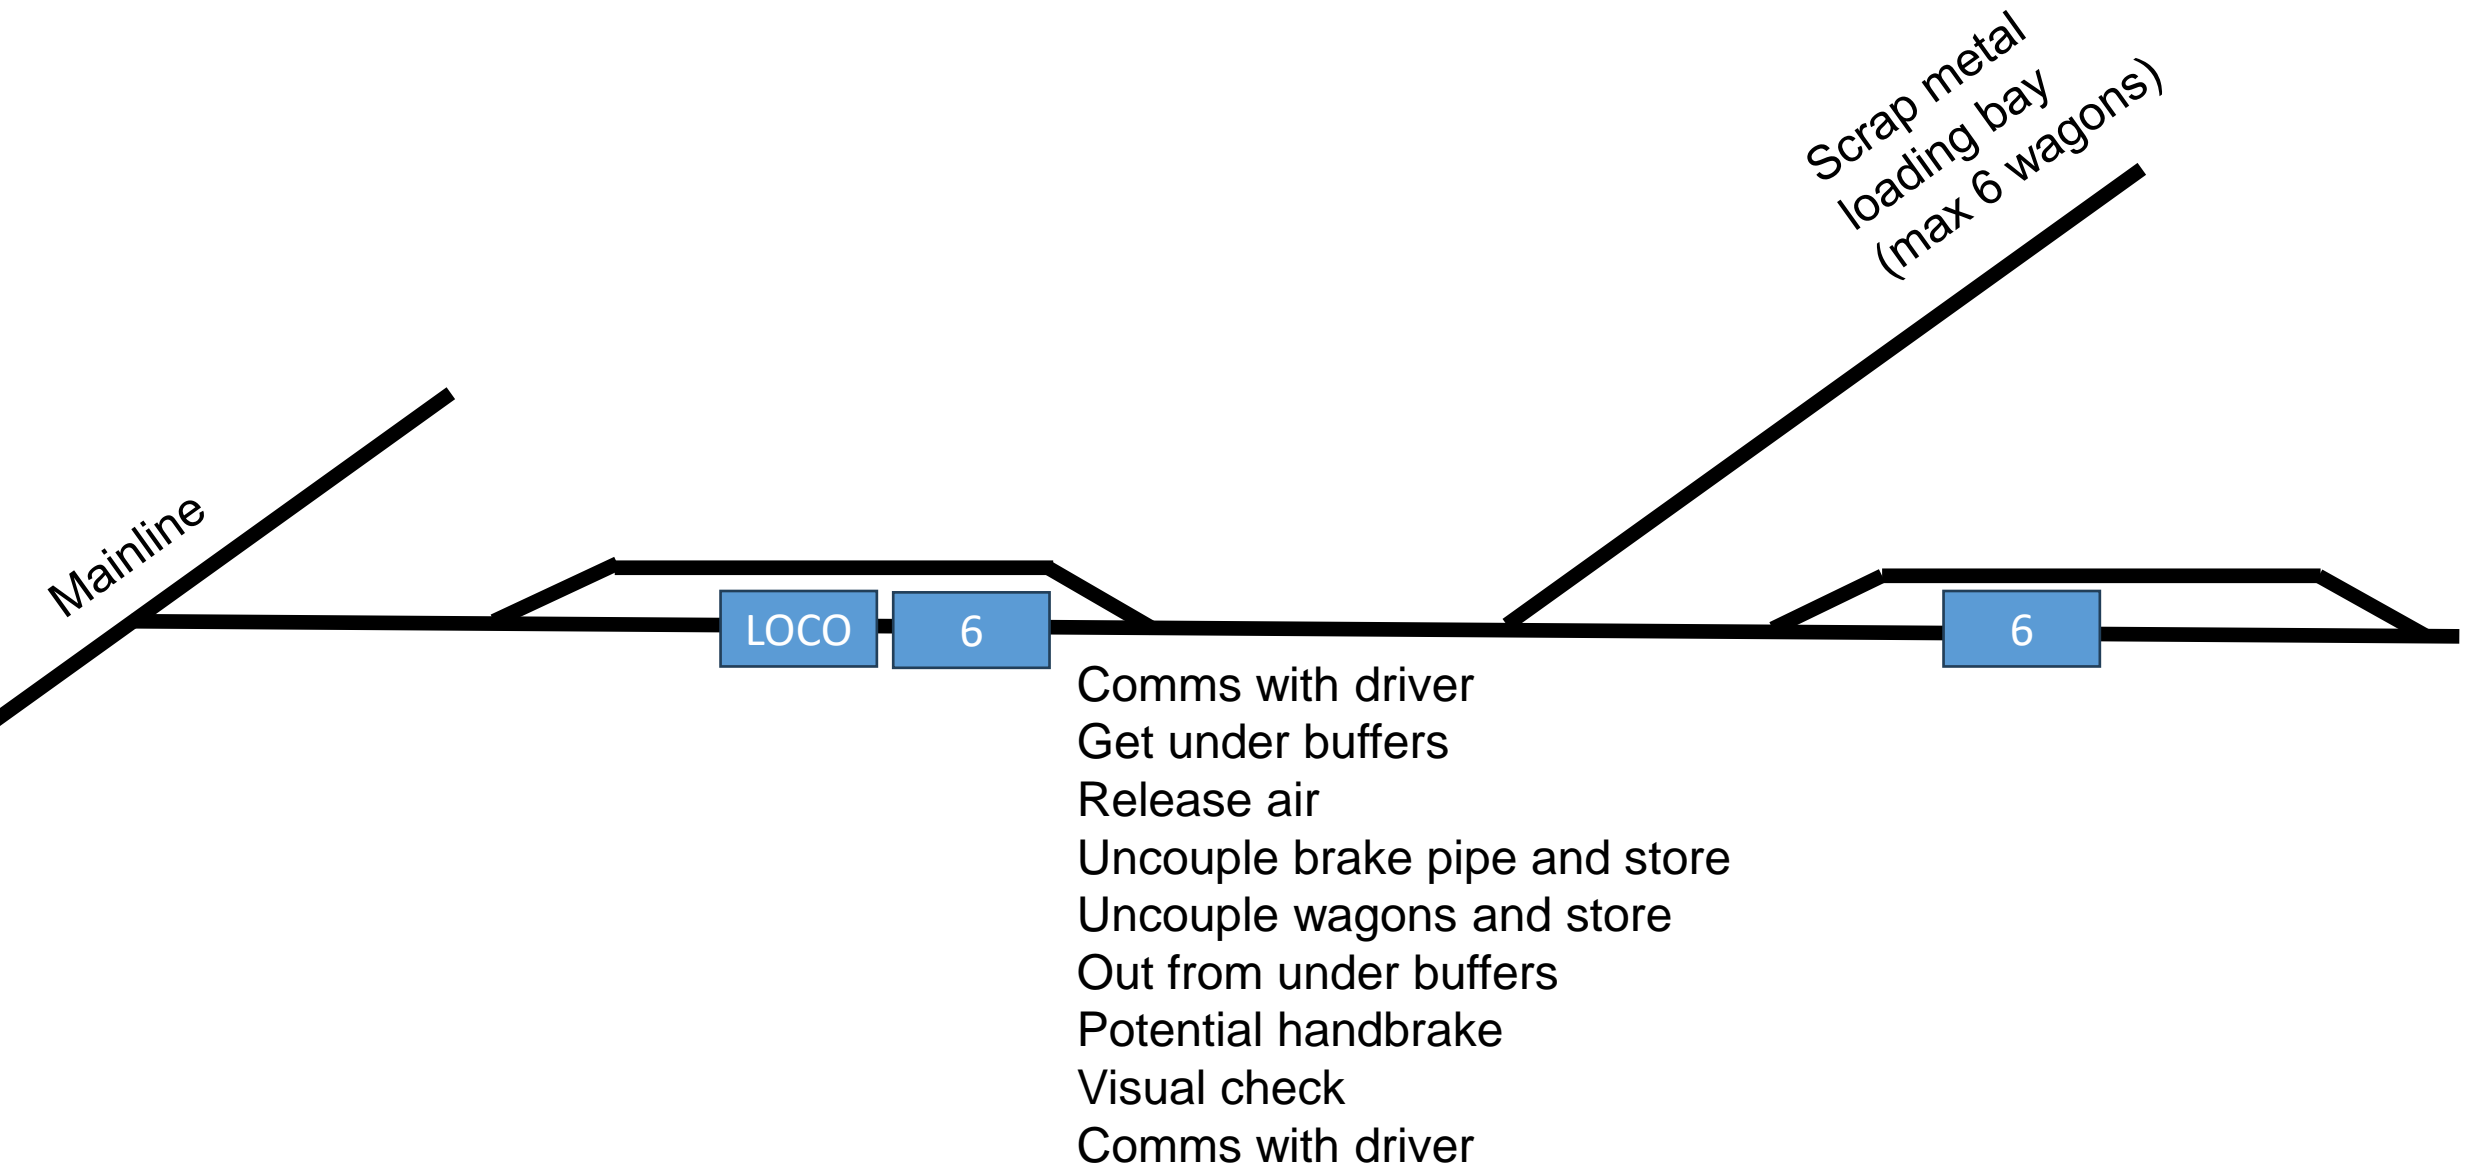 Scrap metal
loading bay
(max 6 wagons)
Mainline
LOCO
6
6
Comms with driver
Get under buffers
Release air
Uncouple brake pipe and store
Uncouple wagons and store
Out from under buffers
Potential handbrake
Visual check
Comms with driver